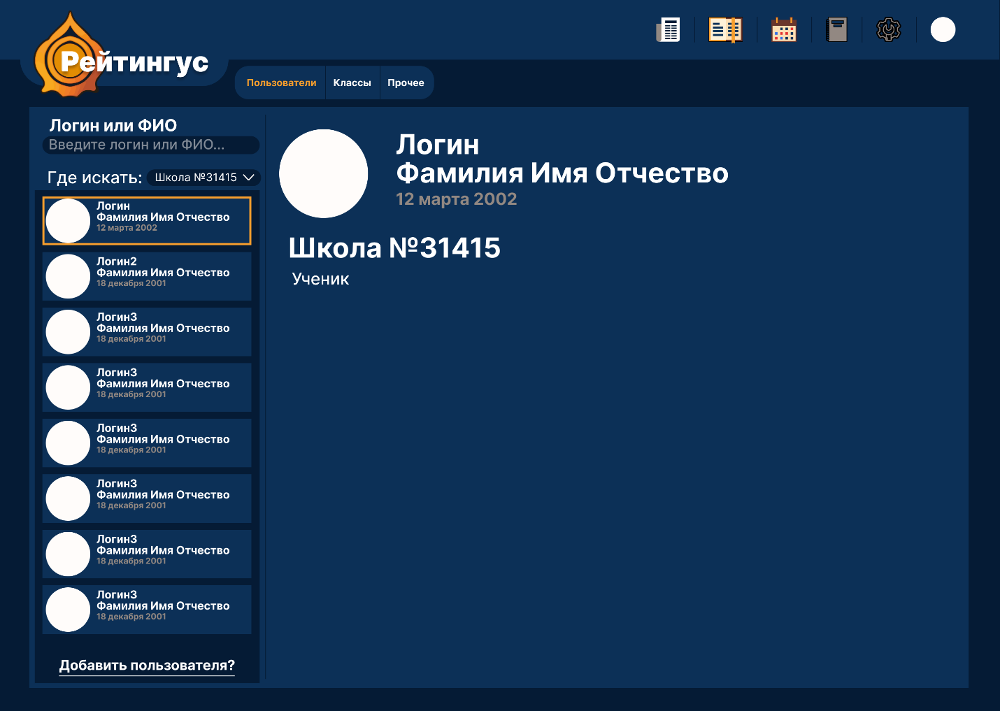 Рейтингус
Пользователи
Классы
Прочее
Логин или ФИО
Введите логин или ФИО...
Где искать:
Школа №31415
Логин
Фамилия Имя Отчество
12 марта 2002
Логин2
Фамилия Имя Отчество
18 декабря 2001
Логин3
Фамилия Имя Отчество
18 декабря 2001
Логин3
Фамилия Имя Отчество
18 декабря 2001
Логин3
Фамилия Имя Отчество
18 декабря 2001
Логин3
Фамилия Имя Отчество
18 декабря 2001
Логин3
Фамилия Имя Отчество
18 декабря 2001
Логин3
Фамилия Имя Отчество
18 декабря 2001
Добавить пользователя?
Логин
Фамилия Имя Отчество
12 марта 2002
Школа №31415
Ученик